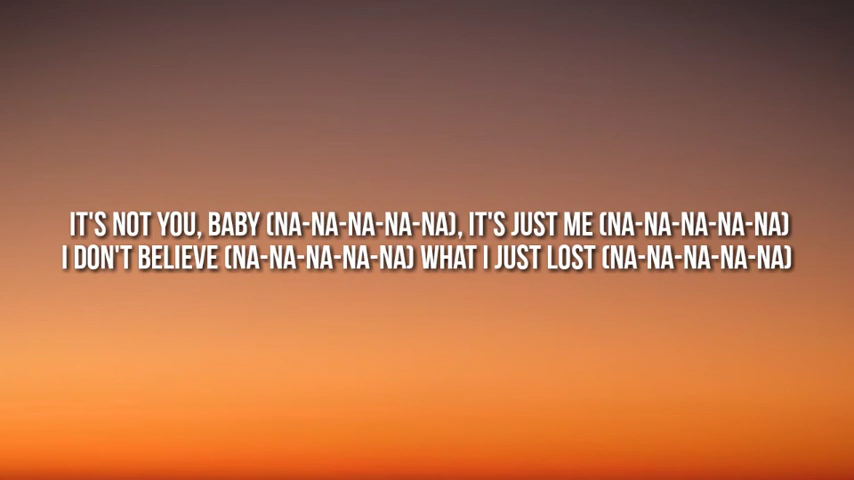 IT'S NOT YOU, BABY (NA-NA-NA-NA-NA), IT'S JUST ME (NA-NA-NA-NA-NA)
I DON'T BELIEVE (NA-NA-NA-NA-NA) WHAT I JUST LOST (NA-NA-NA-NA-NA)